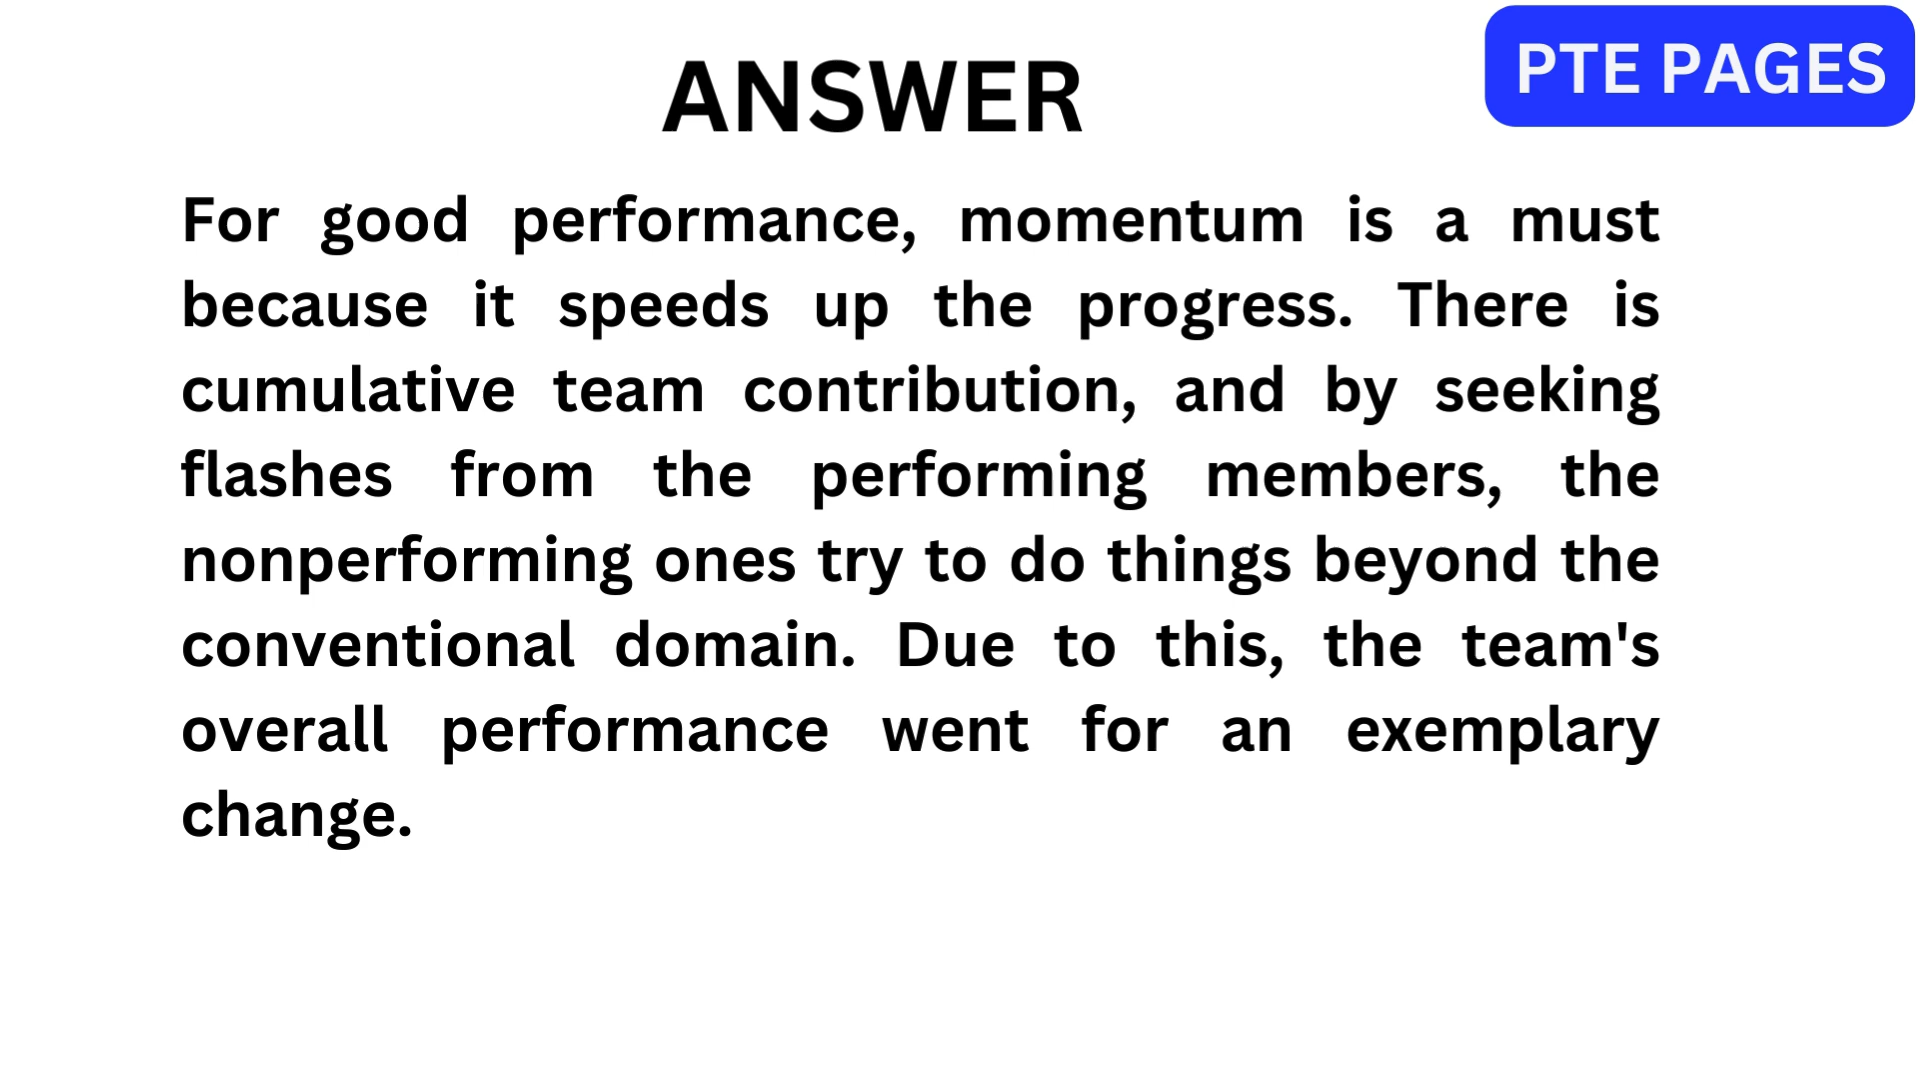 PTE PAGES
ANSWER
For good performance, momentum is a must
because it speeds up the progress. There is
cumulative team contribution, and by seeking
flashes from the performing members, the
nonperforming ones try to do things beyond the
conventional domain. Due to this, the team's
overall performance went for an exemplary
change.